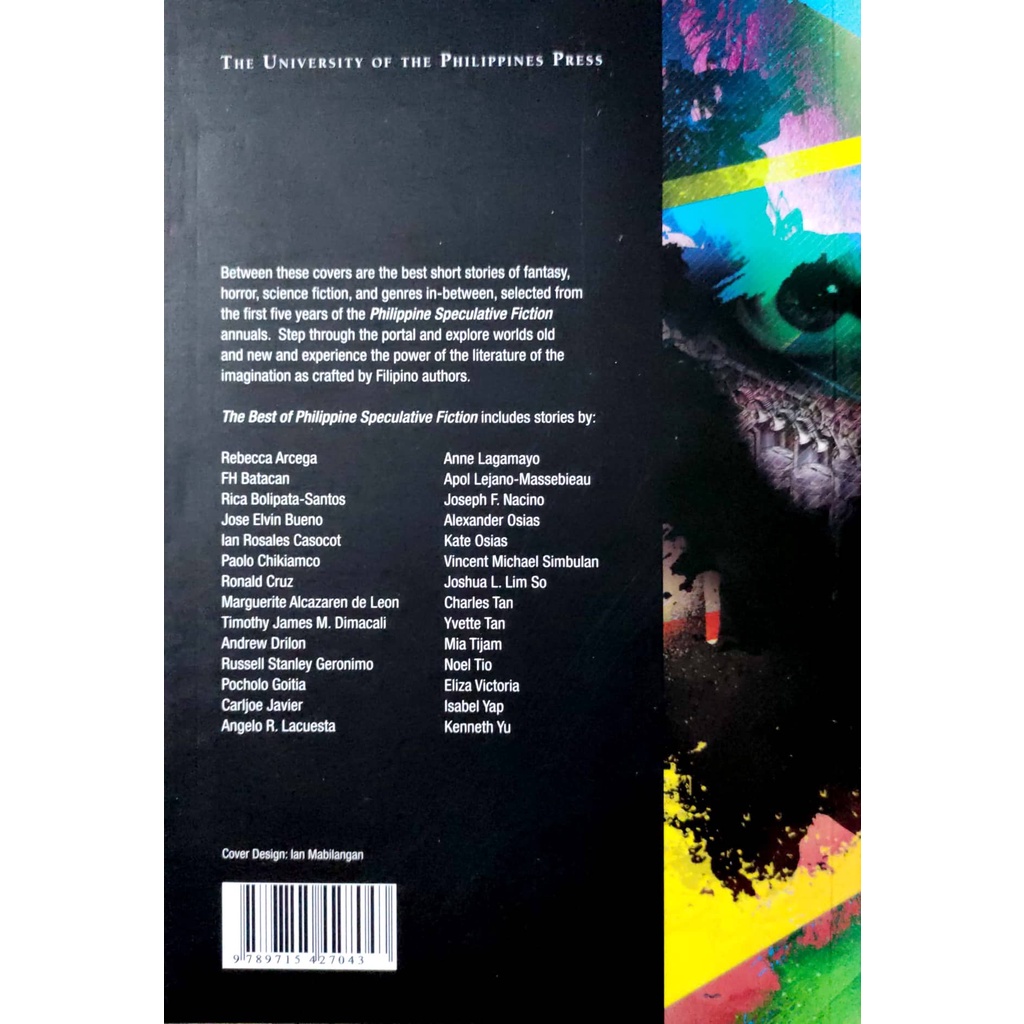 THE UNIVERSITY OF THE PHILIPPINES PRESS
Between these covers are the best short stories of fantasy,
horror, science fiction, and genres in-between, selected from
the first five years of the Philippine Speculative Fiction
annuals. Step through the portal and explore worlds old
and new and experience the power of the literature of the
imagination as crafted by Filipino authors.
The Best of Philippine Speculative Fiction includes stories by:
Rebecca Arcega
FH Batacan
Rica Bolipata-Santos
Jose Elvin Bueno
Ian Rosales Casocot
Paolo Chikiamco
Ronald Cruz
Marguerite Alcazaren de Leon
Timothy James M. Dimacali
Andrew Drilon
Russell Stanley Geronimo
Pocholo Goitia
Carljoe Javier
Angelo R. Lacuesta
Anne Lagamayo
Apol Lejano-Massebieau
Joseph F. Nacino
Alexander Osias
Kate Osias
Vincent Michael Simbulan
Joshua L. Lim So
Charles Tan
Yvette Tan
Mia Tijam
Noel Tio
Eliza Victoria
Isabel Yap
Kenneth Yu
Cover Design: Ian Mabilangan
9 789715 427043